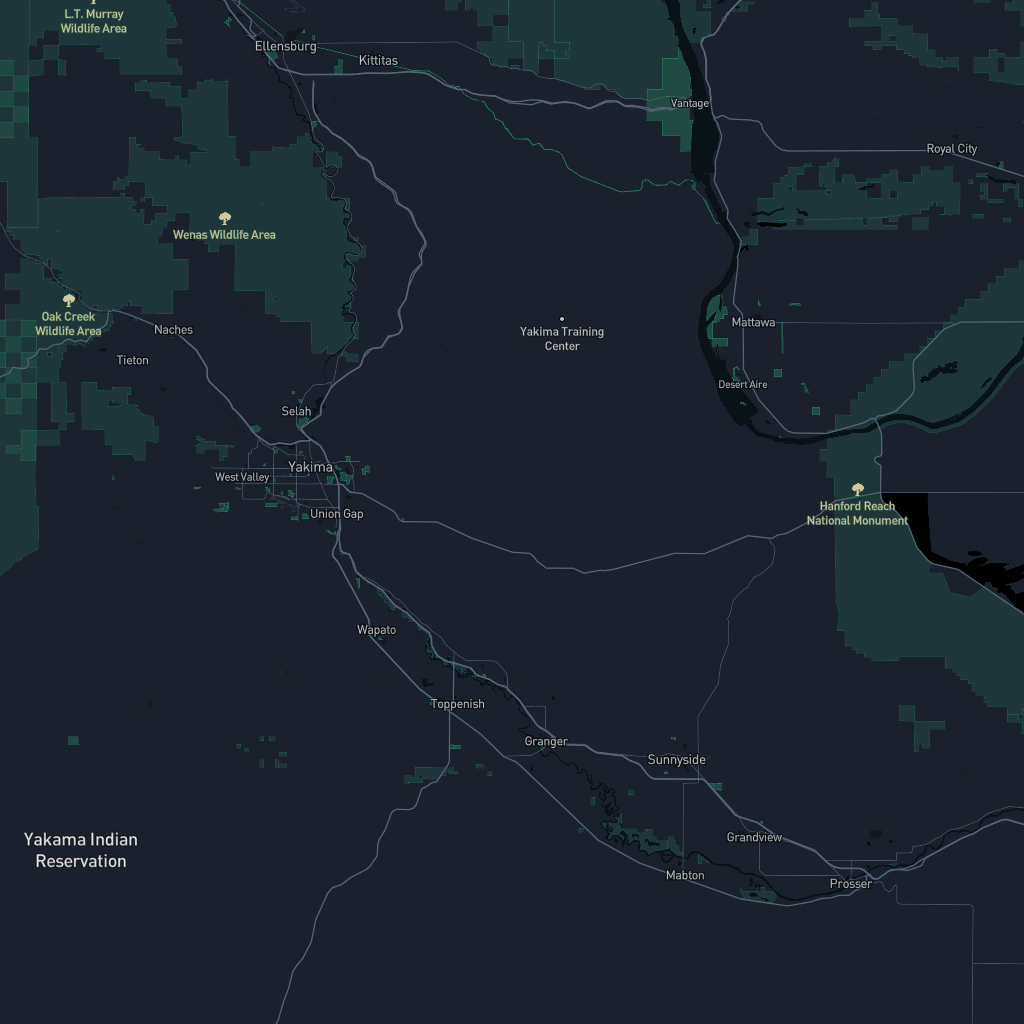 L.T. Murray
Wildlife Area
Ellensburg
Kittitas
Vantage
Royal City
Wenas Wildlife Area
Oak Creek
Wildlife Area
Naches
Tieton
Yakima Training
Center
Mattawa
Desert Aire
Selah
Yakima
West Valley
Union Gap
Hanford Reach
National Monument
Wapato
Toppenish
Granger
Sunnyside
Yakama Indian
Reservation
Grandview
Mabton
Prosser